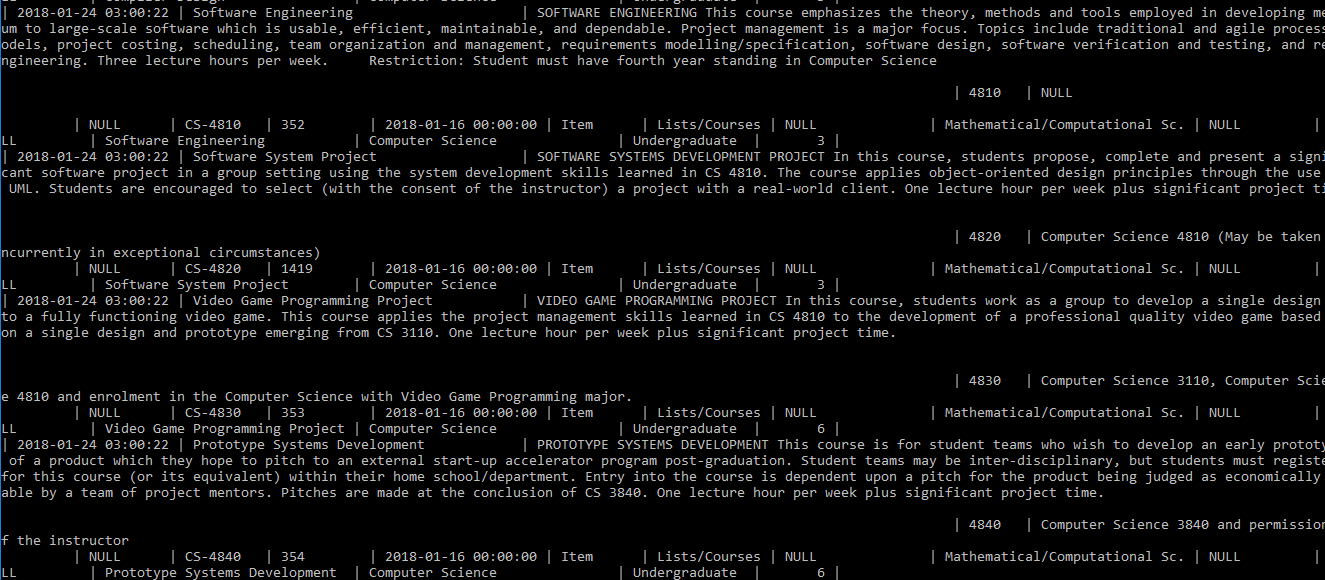 | 2018-01-24 03:00:22 | Software Engineering | SOFTWARE ENGINEERING This course emphasizes the theory, methods and tools employed in developing
um to large-scale software which is usable, efficient, maintainable, and dependable. Project management is a major focus. Topics include traditional and agile process
odels, project costing, scheduling, team organization and management, requirements modelling/specification, software design, software verification and testing, and re
ngineering. Three lecture hours per week. Restriction: Student must have fourth year standing in Computer Science
| 4810 | NULL
| NULL | CS-4810 | 352 | 2018-01-16 00:00:00 | Item | Lists/Courses | NULL | Mathematical/Computational Sc. | NULL |
LL | Software Engineering | Computer Science | Undergraduate | 3 |
| 2018-01-24 03:00:22 | Software System Project | SOFTWARE SYSTEMS DEVELOPMENT PROJECT In this course, students propose, complete and present a signi
cant software project in a group setting using the system development skills learned in CS 4810. The course applies object-oriented design principles through the use
UML. Students are encouraged to select (with the consent of the instructor) a project with a real-world client. One lecture hour per week plus significant project ti
| 4820 | Computer Science 4810 (May be taken
ncurrently in exceptional circumstances)
| NULL | CS-4820 | 1419 | 2018-01-16 00:00:00 | Item | Lists/Courses | NULL | Mathematical/Computational Sc. | NULL |
LL | Software System Project | Computer Science | Undergraduate | 3 |
| 2018-01-24 03:00:22 | Video Game Programming Project | VIDEO GAME PROGRAMMING PROJECT In this course, students work as a group to develop a single design
to a fully functioning video game. This course applies the project management skills learned in CS 4810 to the development of a professional quality video game based
on a single design and prototype emerging from CS 3110. One lecture hour per week plus significant project time.
| 4830 | Computer Science 3110, Computer Scie
e 4810 and enrolment in the Computer Science with Video Game Programming major.
| NULL | CS-4830 | 353 | 2018-01-16 00:00:00 | Item | Lists/Courses | NULL | Mathematical/Computational Sc. | NULL |
LL | Video Game Programming Project | Computer Science | Undergraduate | 6 |
| 2018-01-24 03:00:22 | Prototype Systems Development | PROTOTYPE SYSTEMS DEVELOPMENT This course is for student teams who wish to develop an early prototy
of a product which they hope to pitch to an external start-up accelerator program post-graduation. Student teams may be inter-disciplinary, but students must registe
for this course (or its equivalent) within their home school/department. Entry into the course is dependent upon a pitch for the product being judged as economically
able by a team of project mentors. Pitches are made at the conclusion of CS 3840. One lecture hour per week plus significant project time.
| 4840 | Computer Science 3840 and permission
f the instructor
| NULL | CS-4840 | 354 | 2018-01-16 00:00:00 | Item | Lists/Courses | NULL | Mathematical/Computational Sc. | NULL |
LL | Prototype Systems Development | Computer Science | Undergraduate | 6 |